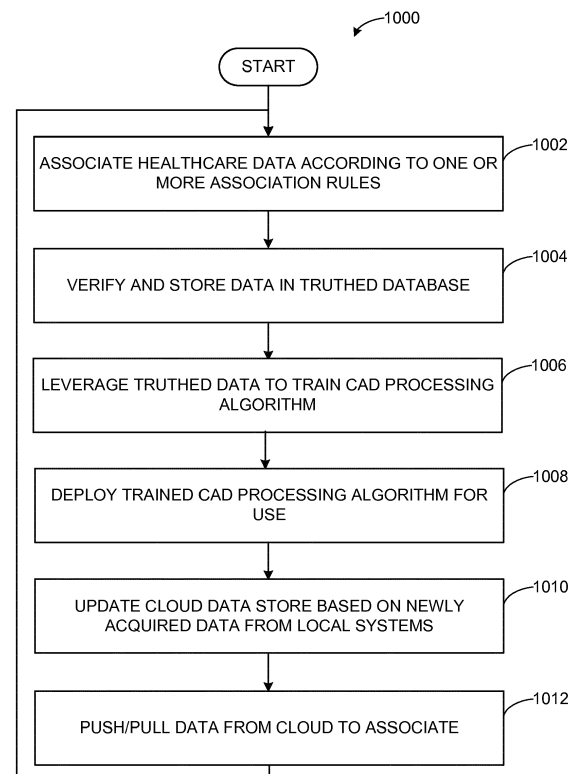 1000
START
ASSOCIATE HEALTHCARE DATA ACCORDING TO ONE OR
MORE ASSOCIATION RULES
1002
VERIFY AND STORE DATA IN TRUTHED DATABASE
1004
LEVERAGE TRUTHED DATA TO TRAIN CAD PROCESSING
ALGORITHM
1006
DEPLOY TRAINED CAD PROCESSING ALGORITHM FOR
USE
1008
UPDATE CLOUD DATA STORE BASED ON NEWLY
ACQUIRED DATA FROM LOCAL SYSTEMS
1010
PUSH/PULL DATA FROM CLOUD TO ASSOCIATE
1012